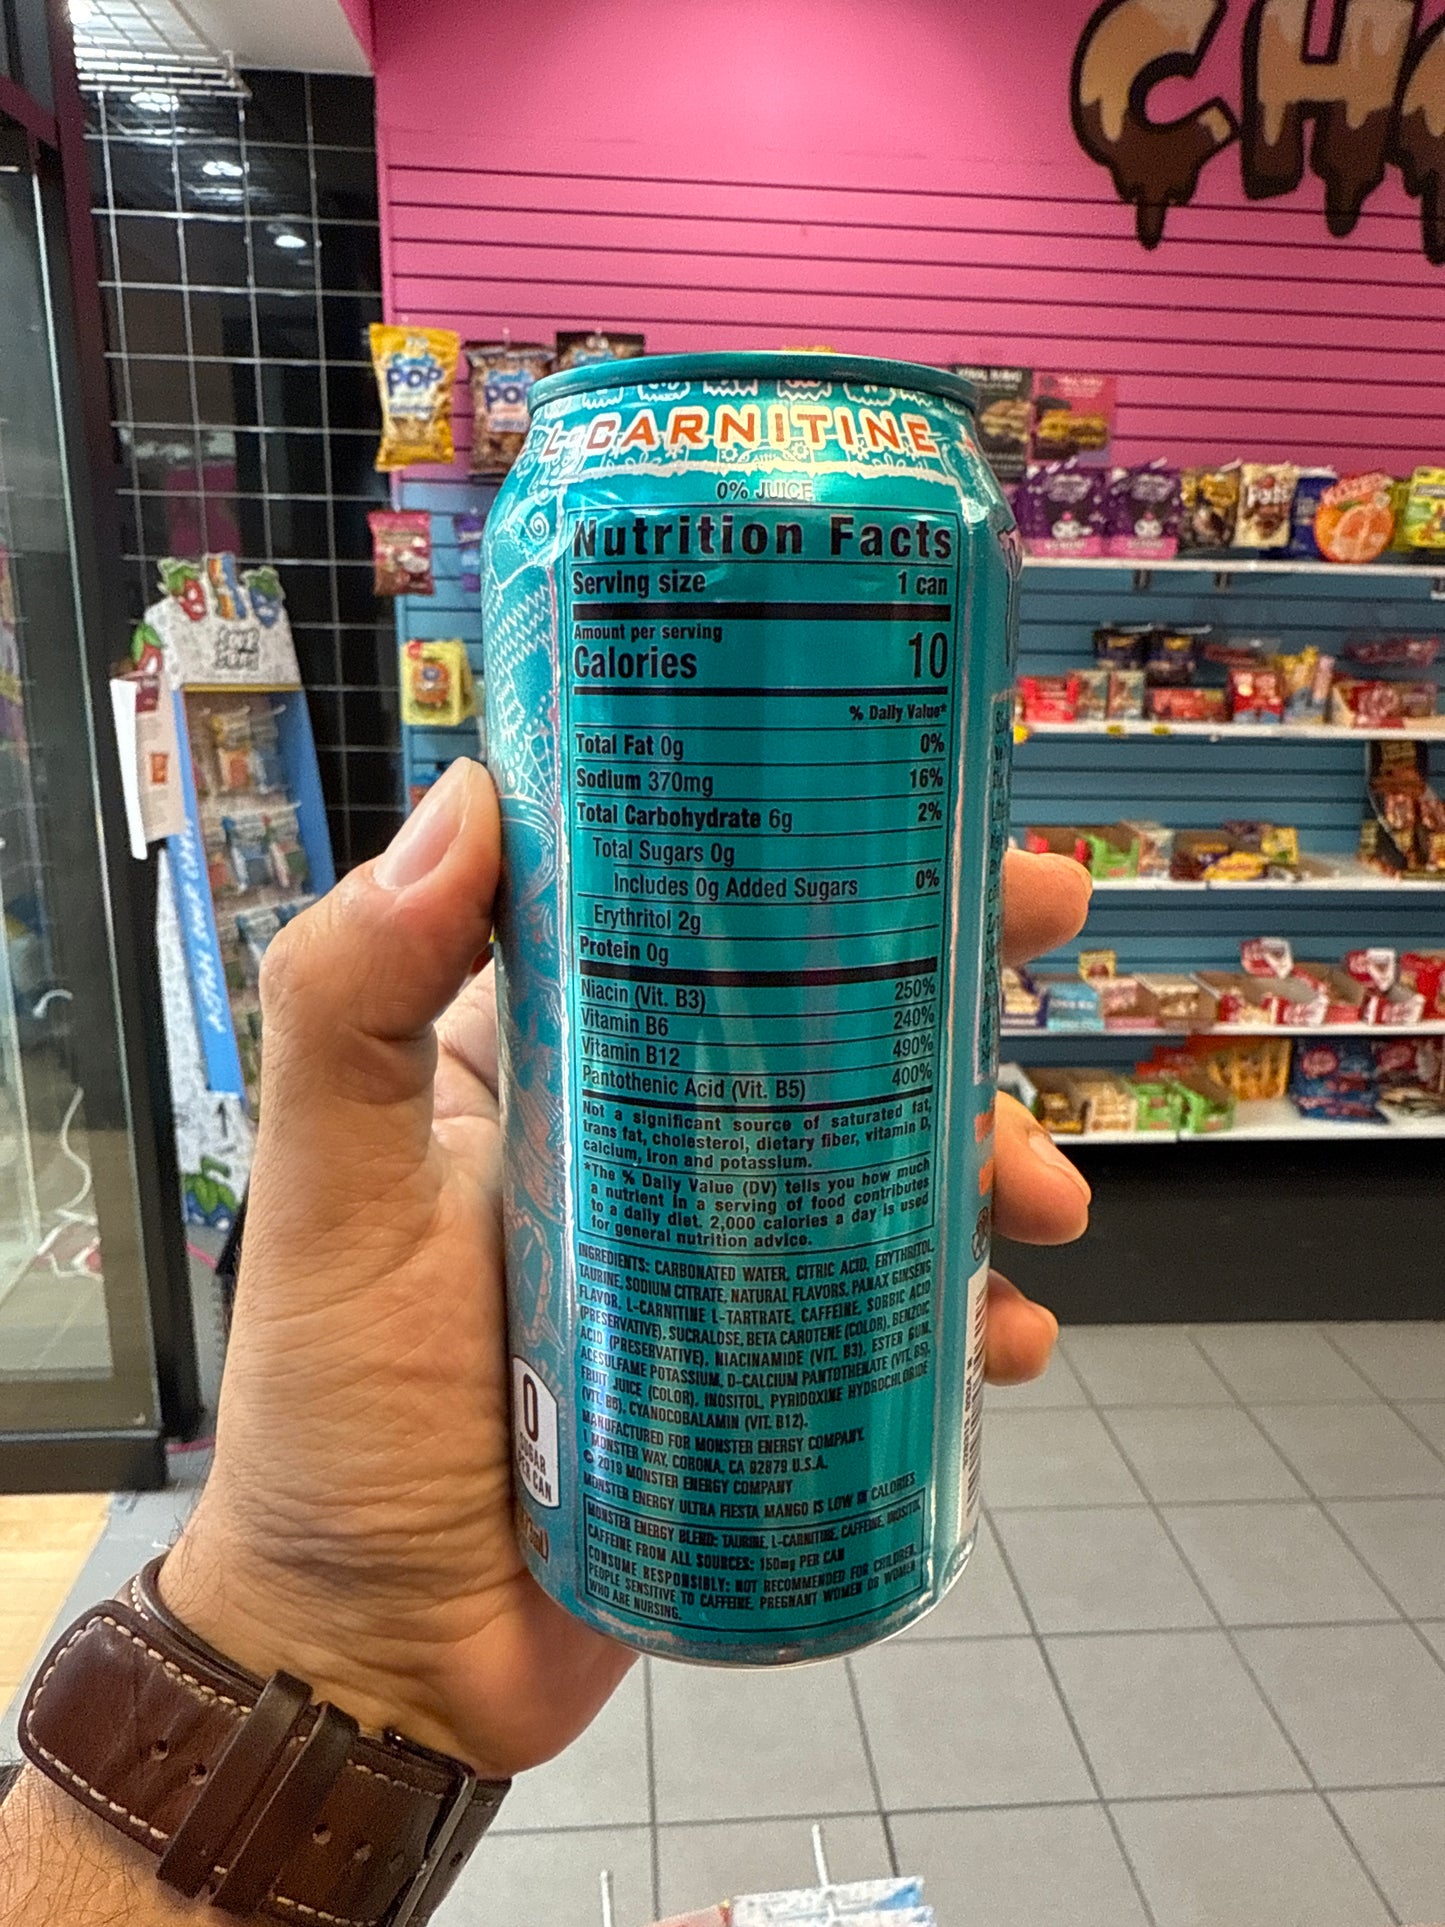 CHO
L-CARNITINE
0% JUICE
Nutrition Facts
Serving size 1 can
Amount per serving
Calories 10
% Daily Value*
Total Fat 0g 0%
Sodium 370mg 16%
Total Carbohydrate 6g 2%
Total Sugars 0g
Includes 0g Added Sugars 0%
Erythritol 2g
Protein 0g
Niacin (Vit. B3) 250%
Vitamin B6 240%
Vitamin B12 490%
Pantothenic Acid (Vit. B5) 400%
Not a significant source of saturated fat,
trans fat, cholesterol, dietary fiber, vitamin D,
calcium, iron and potassium.
*The % Daily Value (DV) tells you how much
a nutrient in a serving of food contributes
to a daily diet. 2,000 calories a day is used
for general nutrition advice.
INGREDIENTS: CARBONATED WATER, CITRIC ACID, ERYTHRITOL,
TAURINE, SODIUM CITRATE, NATURAL FLAVORS, PANAX GINSENG
FLAVOR, L-CARNITINE L-TARTRATE, CAFFEINE, SORBIC ACID
(PRESERVATIVE), SUCRALOSE, BETA CAROTENE (COLOR), BENZOIC
ACID (PRESERVATIVE), NIACINAMIDE (VIT. B3), ESTER GUM,
ACESULFAME POTASSIUM, D-CALCIUM PANTOTHENATE (VIT. B5),
FRUIT JUICE (COLOR), INOSITOL, PYRIDOXINE HYDROCHLORIDE
(VIT. B6), CYANOCOBALAMIN (VIT. B12).
MANUFACTURED FOR MONSTER ENERGY COMPANY
1 MONSTER WAY, CORONA, CA 92879 U.S.A.
© 2019 MONSTER ENERGY COMPANY
MONSTER ENERGY ULTRA FIESTA MANGO IS LOW IN CALORIES
MONSTER ENERGY BLEND: TAURINE, L-CARNITINE, CAFFEINE, INOSITOL
CAFFEINE FROM ALL SOURCES: 150mg PER CAN
CONSUME RESPONSIBLY: NOT RECOMMENDED FOR CHILDREN,
PEOPLE SENSITIVE TO CAFFEINE, PREGNANT WOMEN OR WOMEN
WHO ARE NURSING.
0
SUGAR
PER CAN
POP